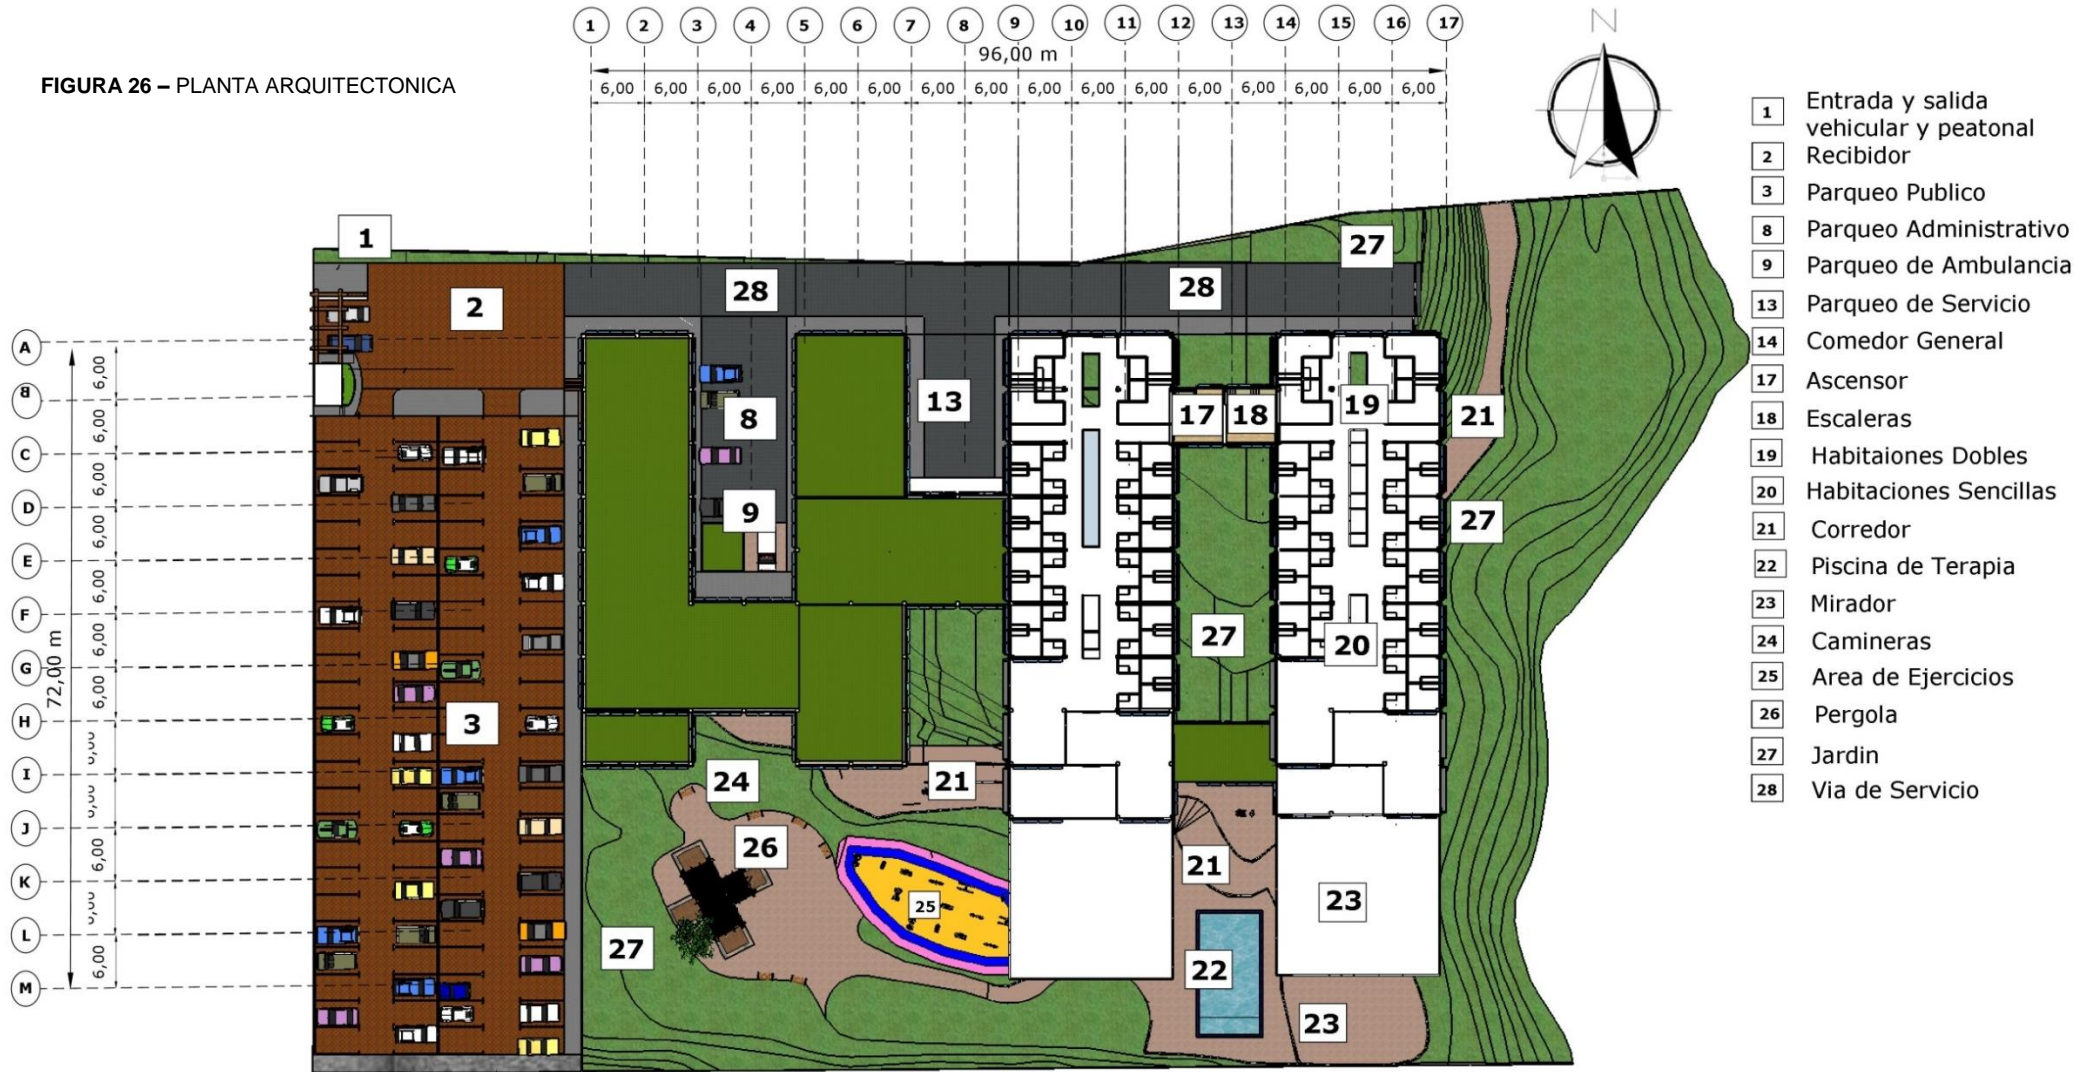 1 2 3 4 5 6 7 8 9 10 11 12 13 14 15 16 17
96,00 m
6,00 6,00 6,00 6,00 6,00 6,00 6,00 6,00 6,00 6,00 6,00 6,00 6,00 6,00 6,00 6,00
FIGURA 26 – PLANTA ARQUITECTONICA
N
1 Entrada y salida
vehicular y peatonal
2 Recibidor
3 Parqueo Publico
8 Parqueo Administrativo
9 Parqueo de Ambulancia
13 Parqueo de Servicio
14 Comedor General
17 Ascensor
18 Escaleras
19 Habitaiones Dobles
20 Habitaciones Sencillas
21 Corredor
22 Piscina de Terapia
23 Mirador
24 Camineras
25 Area de Ejercicios
26 Pergola
27 Jardin
28 Via de Servicio
A
B
C
D
E
F
G
H
I
J
K
L
M
72,00 m
6,00
6,00
6,00
6,00
6,00
6,00
6,00
6,00
6,00
6,00
1
27
28
28
2
13
8
17
18
19
21
9
27
27
20
3
24
21
26
21
25
23
27
22
23